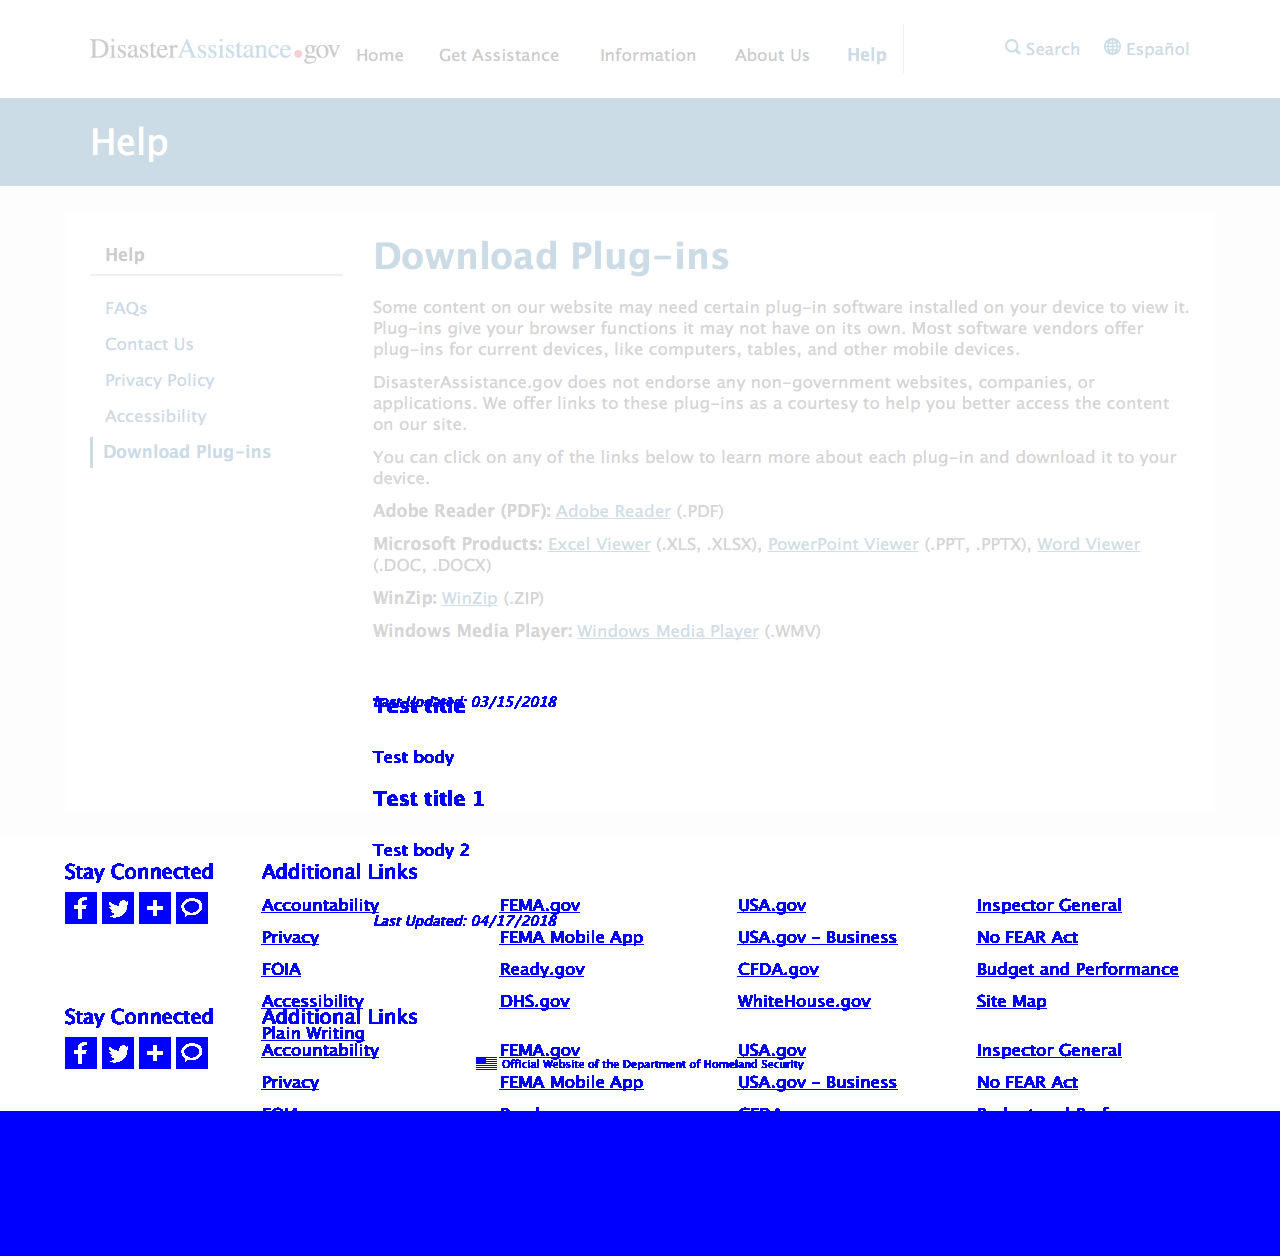 DisasterAssistance.gov Home Get Assistance Information About Us Help Search Español
Help
Help
FAQs
Contact Us
Privacy Policy
Accessibility
Download Plug-ins
Download Plug-ins
Some content on our website may need certain plug-in software installed on your device to view it.
Plug-ins give your browser functions it may not have on its own. Most software vendors offer
plug-ins for current devices, like computers, tables, and other mobile devices.
DisasterAssistance.gov does not endorse any non-government websites, companies, or
applications. We offer links to these plug-ins as a courtesy to help you better access the content
on our site.
You can click on any of the links below to learn more about each plug-in and download it to your
device.
Adobe Reader (PDF): Adobe Reader (.PDF)
Microsoft Products: Excel Viewer (.XLS, .XLSX), PowerPoint Viewer (.PPT, .PPTX), Word Viewer
(.DOC, .DOCX)
WinZip: WinZip (.ZIP)
Windows Media Player: Windows Media Player (.WMV)
Last Updated: 03/15/2018
Test title
Test body
Test title 1
Test body 2
Last Updated: 04/17/2018
Stay Connected
Additional Links
Accountability FEMA.gov USA.gov Inspector General
Privacy FEMA Mobile App USA.gov - Business No FEAR Act
FOIA Ready.gov CFDA.gov Budget and Performance
Accessibility DHS.gov WhiteHouse.gov Site Map
Plain Writing
Stay Connected
Additional Links
Accountability FEMA.gov USA.gov Inspector General
Official Website of the Department of Homeland Security
Privacy FEMA Mobile App USA.gov - Business No FEAR Act